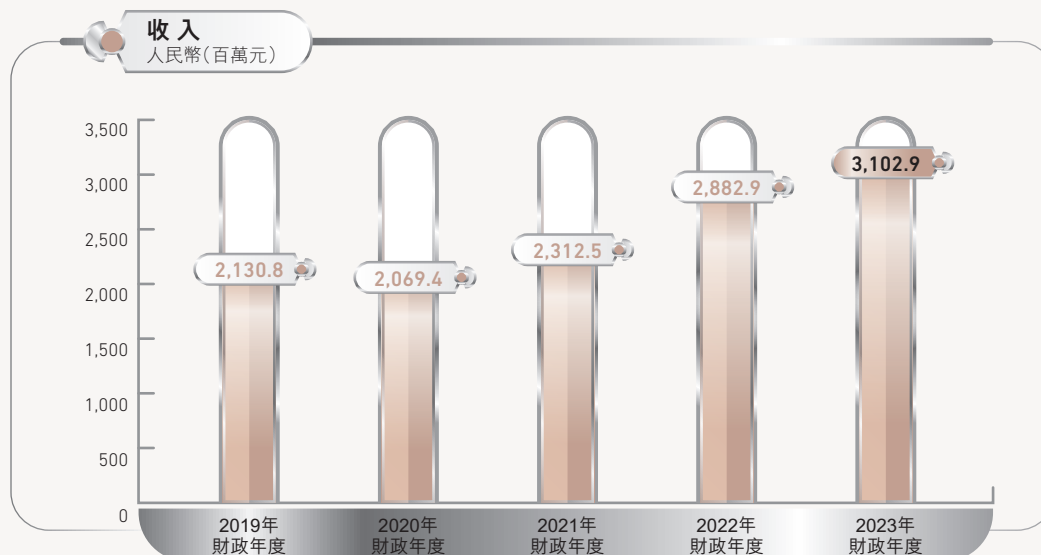 收入
人民幣(百萬元)
3,500
3,000
2,500
2,000
1,500
1,000
500
0
2,130.8
2,069.4
2,312.5
2,882.9
3,102.9
2019年
財政年度
2020年
財政年度
2021年
財政年度
2022年
財政年度
2023年
財政年度